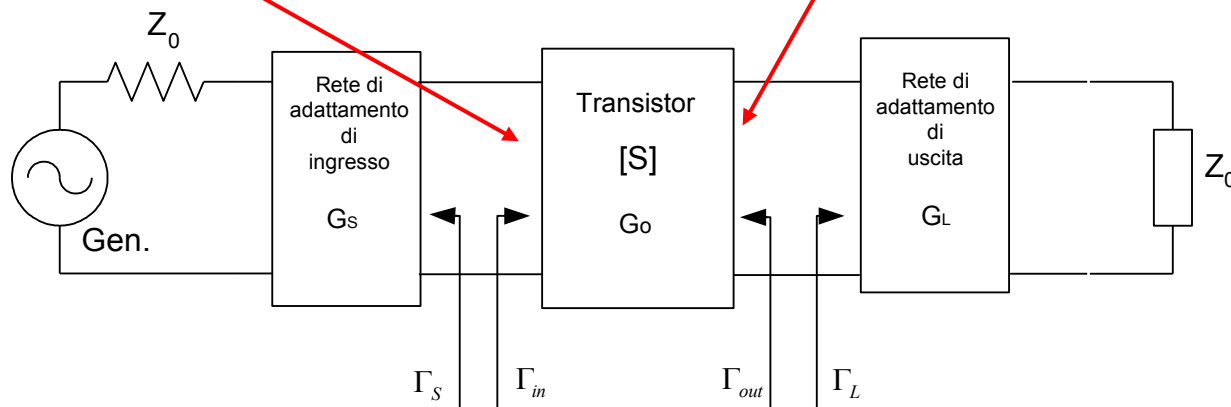 Z0
Gen.
Rete di
adattamento
di
ingresso
GS
Transistor
[S]
Go
Rete di
adattamento
di
uscita
GL
Z0
ΓS
Γin
Γout
ΓL